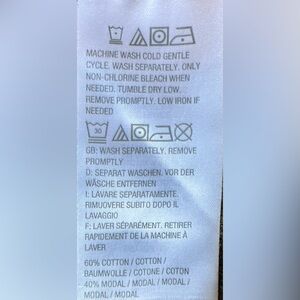 MACHINE WASH COLD GENTLE
CYCLE. WASH SEPARATELY. ONLY
NON-CHLORINE BLEACH WHEN
NEEDED. TUMBLE DRY LOW.
REMOVE PROMPTLY. LOW IRON IF
NEEDED
30
GB: WASH SEPARATELY. REMOVE
PROMPTLY
D: SEPARAT WASCHEN. VOR DER
WÄSCHE ENTFERNEN
I: LAVARE SEPARATAMENTE.
RIMUOVERE SUBITO DOPO IL
LAVAGGIO
F: LAVER SÉPARÉMENT. RETIRER
RAPIDEMENT DE LA MACHINE À
LAVER
60% COTTON / COTTON /
BAUMWOLLE / COTONE / COTON
40% MODAL / MODAL /
MODAL / MODAL / MODAL